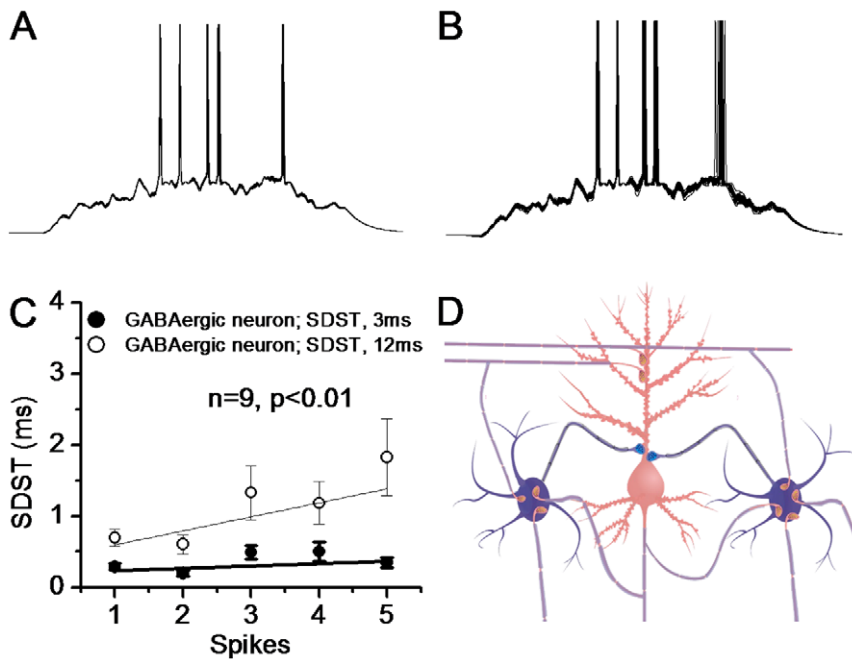 A
B
C
4
3
2
1
0
SDST (ms)
GABAergic neuron; SDST, 3ms
GABAergic neuron; SDST, 12ms
n=9, p<0.01
1 2 3 4 5
Spikes
D